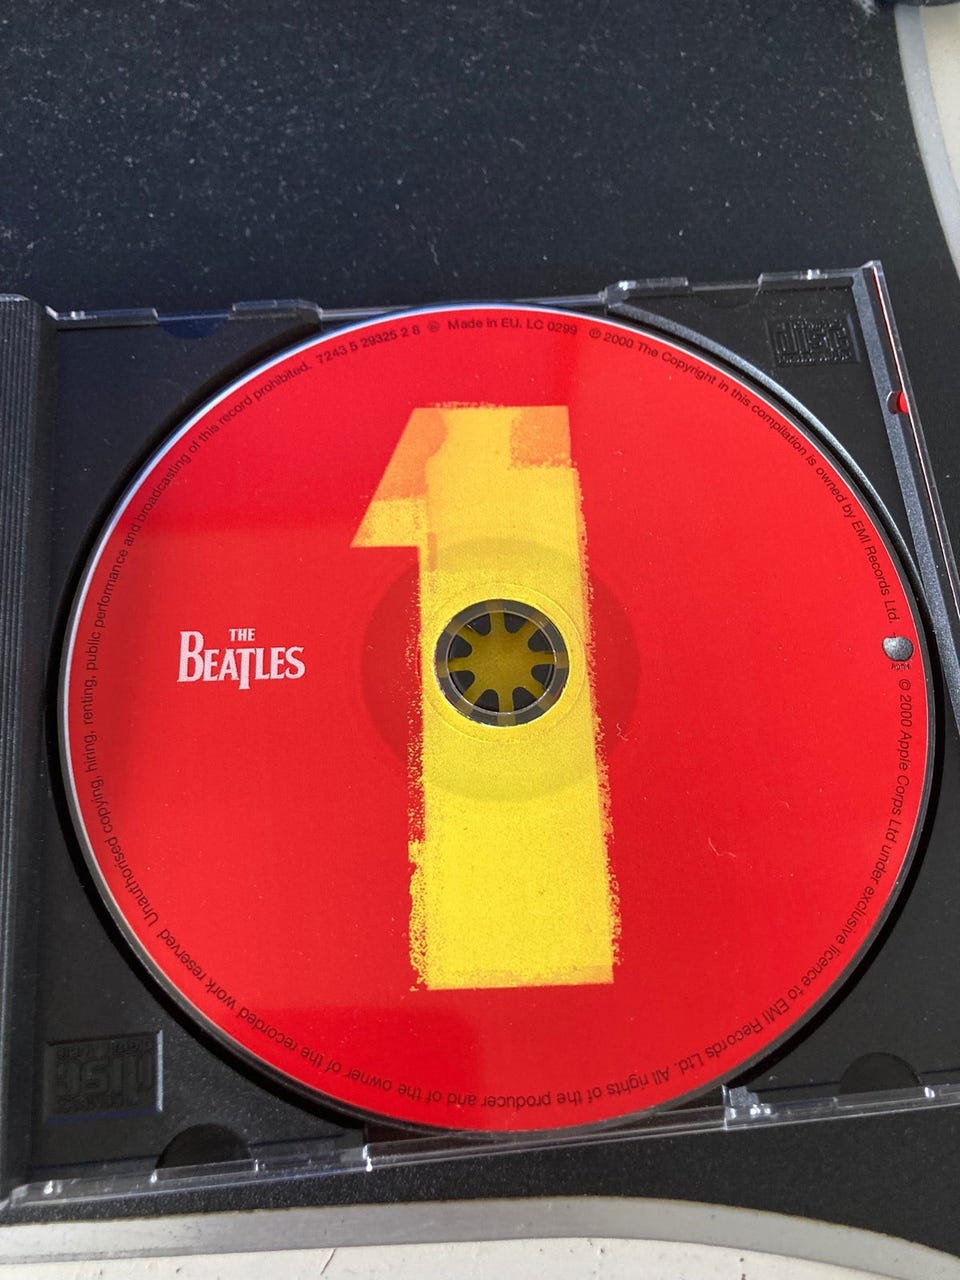 1
THE
BEATLES
7243 5 29325 2 8 Made in EU. LC 0299 ℗ 2000 The Copyright in this compilation is owned by EMI Records Ltd.
© 2000 Apple Corps Ltd under exclusive licence to EMI Records Ltd. All rights of the producer and of the owner of the recorded work reserved Unauthorised copying, hiring, renting, public performance and broadcasting of this record prohibited.
disc
disc